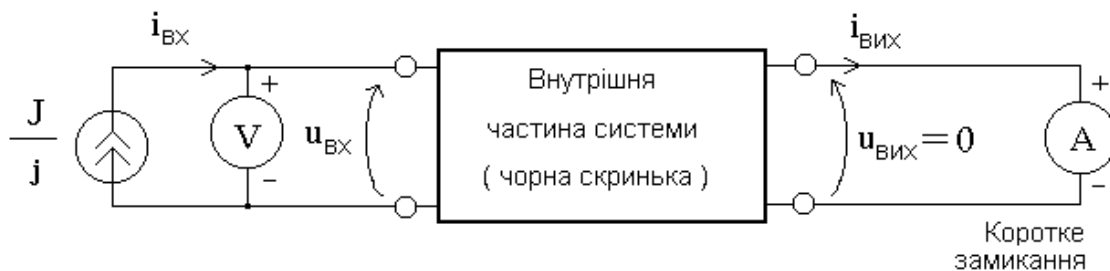 iВХ
iВИХ
J
j
+
V
−
uВХ
Внутрішня
частина системи
( чорна скринька )
uВИХ=0
+
A
−
Коротке
замикання